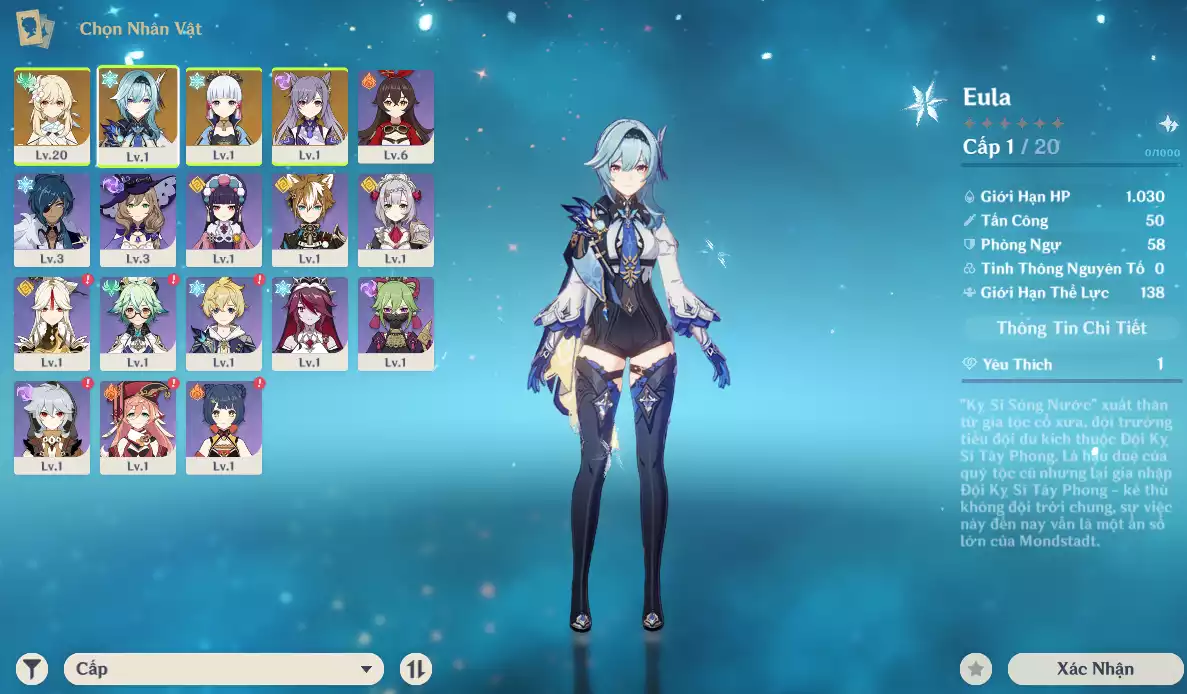 Chọn Nhân Vật
Lv.20
Lv.1
Lv.1
Lv.1
Lv.6
Lv.3
Lv.3
Lv.1
Lv.1
Lv.1
Lv.1
Lv.1
Lv.1
Lv.1
Lv.1
Lv.1
Lv.1
Lv.1
Cấp
Eula
Cấp 1 / 20
0/1000
Giới Hạn HP 1.030
Tấn Công 50
Phòng Ngự 58
Tinh Thông Nguyên Tố 0
Giới Hạn Thể Lực 138
Thông Tin Chi Tiết
Yêu Thích 1
"Kỵ Sĩ Sóng Nước" xuất thân
từ gia tộc cổ xưa, đội trưởng
tiểu đội du kích thuộc Đội Kỵ
Sĩ Tây Phong. Là hậu duệ của
quý tộc cũ nhưng lại gia nhập
Đội Kỵ Sĩ Tây Phong - kẻ thù
không đội trời chung, sự việc
này đến nay vẫn là một ẩn số
lớn của Mondstadt.
Xác Nhận